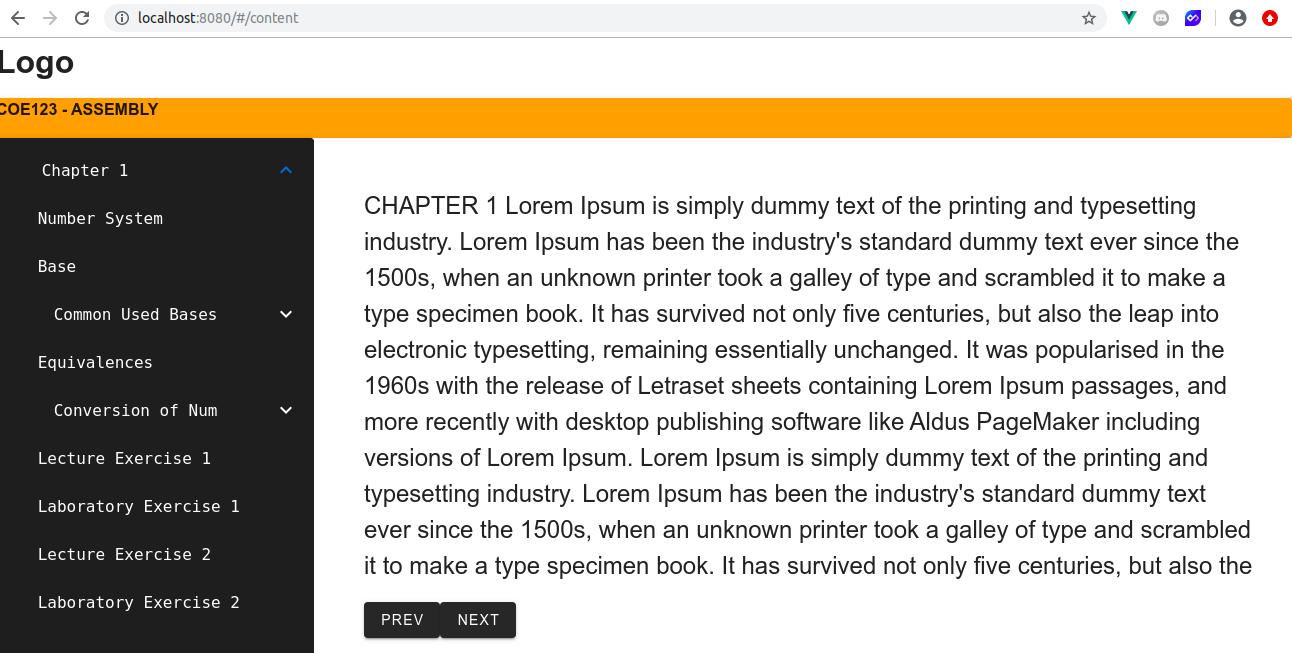 localhost:8080/#/content
Logo
COE123 - ASSEMBLY
Chapter 1
Number System
Base
Common Used Bases
Equivalences
Conversion of Num
Lecture Exercise 1
Laboratory Exercise 1
Lecture Exercise 2
Laboratory Exercise 2
CHAPTER 1 Lorem Ipsum is simply dummy text of the printing and typesetting
industry. Lorem Ipsum has been the industry's standard dummy text ever since the
1500s, when an unknown printer took a galley of type and scrambled it to make a
type specimen book. It has survived not only five centuries, but also the leap into
electronic typesetting, remaining essentially unchanged. It was popularised in the
1960s with the release of Letraset sheets containing Lorem Ipsum passages, and
more recently with desktop publishing software like Aldus PageMaker including
versions of Lorem Ipsum. Lorem Ipsum is simply dummy text of the printing and
typesetting industry. Lorem Ipsum has been the industry's standard dummy text
ever since the 1500s, when an unknown printer took a galley of type and scrambled
it to make a type specimen book. It has survived not only five centuries, but also the
PREV NEXT